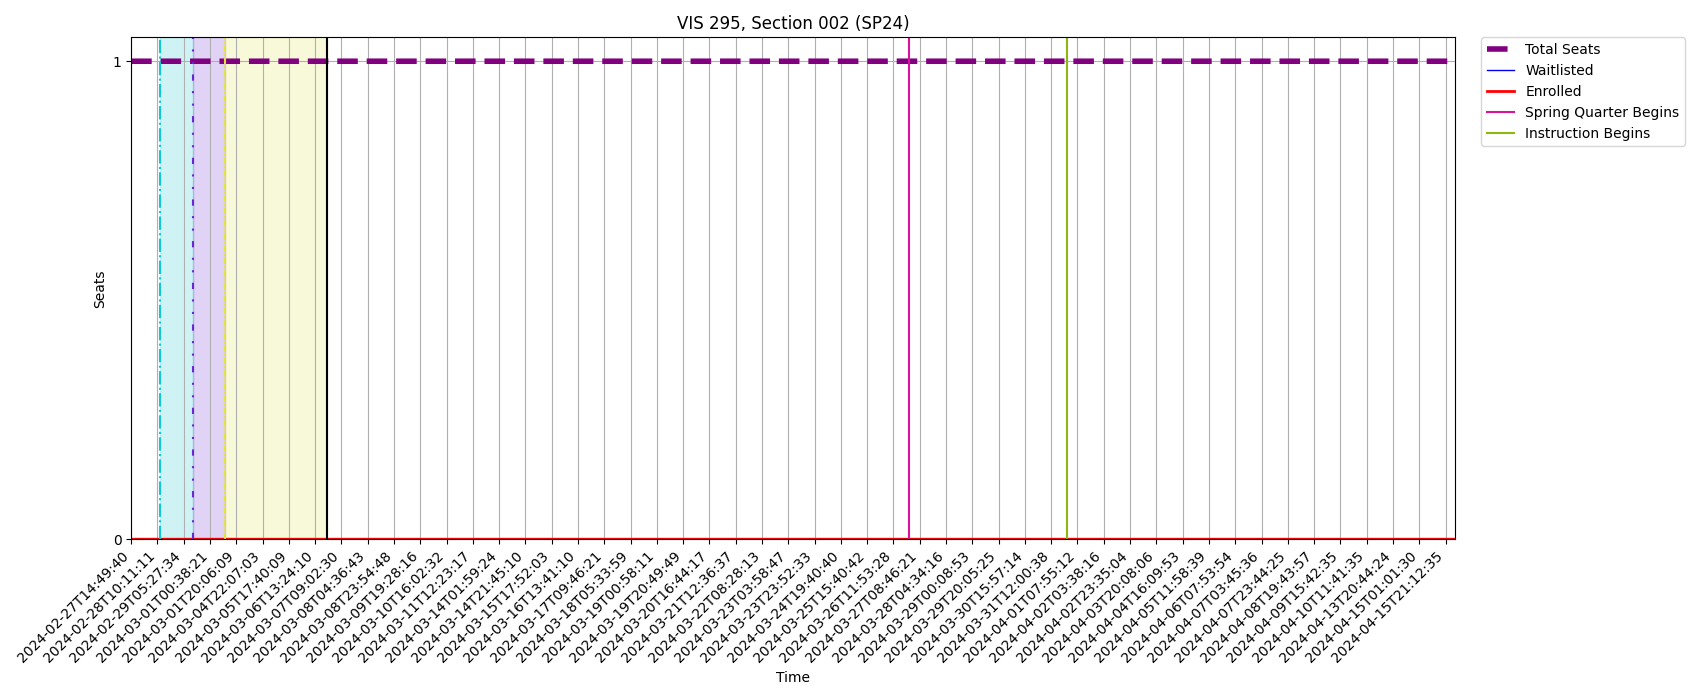 VIS 295, Section 002 (SP24)
Total Seats
Waitlisted
Enrolled
Spring Quarter Begins
Instruction Begins
1
0
Seats
2024-02-27T14:49:40
2024-02-28T10:11:11
2024-02-29T05:27:34
2024-03-01T00:38:21
2024-03-01T20:06:09
2024-03-04T22:07:03
2024-03-05T17:40:09
2024-03-06T13:24:10
2024-03-07T09:02:30
2024-03-08T04:36:43
2024-03-08T23:54:48
2024-03-09T19:28:16
2024-03-10T16:02:32
2024-03-11T12:23:17
2024-03-14T01:59:24
2024-03-14T21:45:10
2024-03-15T17:52:03
2024-03-16T13:41:10
2024-03-17T09:46:21
2024-03-18T05:33:59
2024-03-19T00:58:11
2024-03-19T20:49:49
2024-03-20T16:44:17
2024-03-21T12:36:37
2024-03-22T08:28:13
2024-03-23T03:58:47
2024-03-23T23:52:33
2024-03-24T19:40:40
2024-03-25T15:40:42
2024-03-26T11:53:28
2024-03-27T08:46:21
2024-03-28T04:34:16
2024-03-29T00:08:53
2024-03-29T20:05:25
2024-03-30T15:57:14
2024-03-31T12:00:38
2024-04-01T07:55:12
2024-04-02T03:38:16
2024-04-02T23:35:04
2024-04-03T20:08:06
2024-04-04T16:09:53
2024-04-05T11:58:39
2024-04-06T07:53:54
2024-04-07T03:45:36
2024-04-07T23:44:25
2024-04-08T19:43:57
2024-04-09T15:42:35
2024-04-10T11:41:35
2024-04-13T20:44:24
2024-04-15T01:01:30
2024-04-15T21:12:35
Time